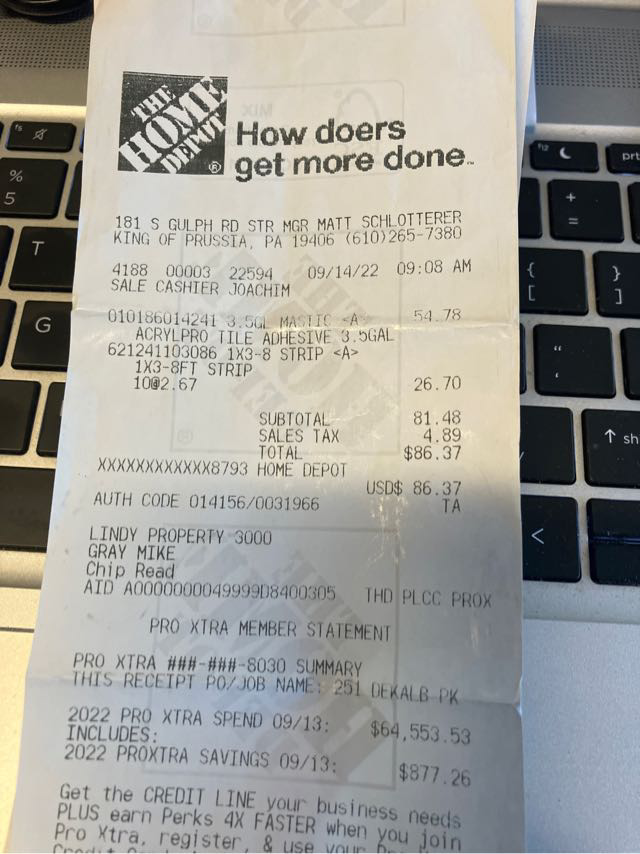 THE
HOME
DEPOT
How doers
get more done™
181 S GULPH RD STR MGR MATT SCHLOTTERER
KING OF PRUSSIA, PA 19406 (610)265-7380
4188 00003 22594 09/14/22 09:08 AM
SALE CASHIER JOACHIM
010186014241 3.5GL MASTIC <A> 54.78
ACRYLPRO TILE ADHESIVE 3.5GAL
621241103086 1X3-8 STRIP <A>
1X3-8FT STRIP
10@2.67 26.70
SUBTOTAL 81.48
SALES TAX 4.89
TOTAL $86.37
XXXXXXXXXXXX8793 HOME DEPOT
USD$ 86.37
AUTH CODE 014156/0031966 TA
LINDY PROPERTY 3000
GRAY MIKE
Chip Read
AID A0000000049999D8400305 THD PLCC PROX
PRO XTRA MEMBER STATEMENT
PRO XTRA ###-###-8030 SUMMARY
THIS RECEIPT PO/JOB NAME: 251 DEKALB PK
2022 PRO XTRA SPEND 09/13: $64,553.53
INCLUDES:
2022 PROXTRA SAVINGS 09/13: $877.26
Get the CREDIT LINE your business needs
PLUS earn Perks 4X FASTER when you join
Pro Xtra, register, & use your
f5
%
5
T
G
f12
prt
+
=
{
[
}
]
"
'
↑ sh
<